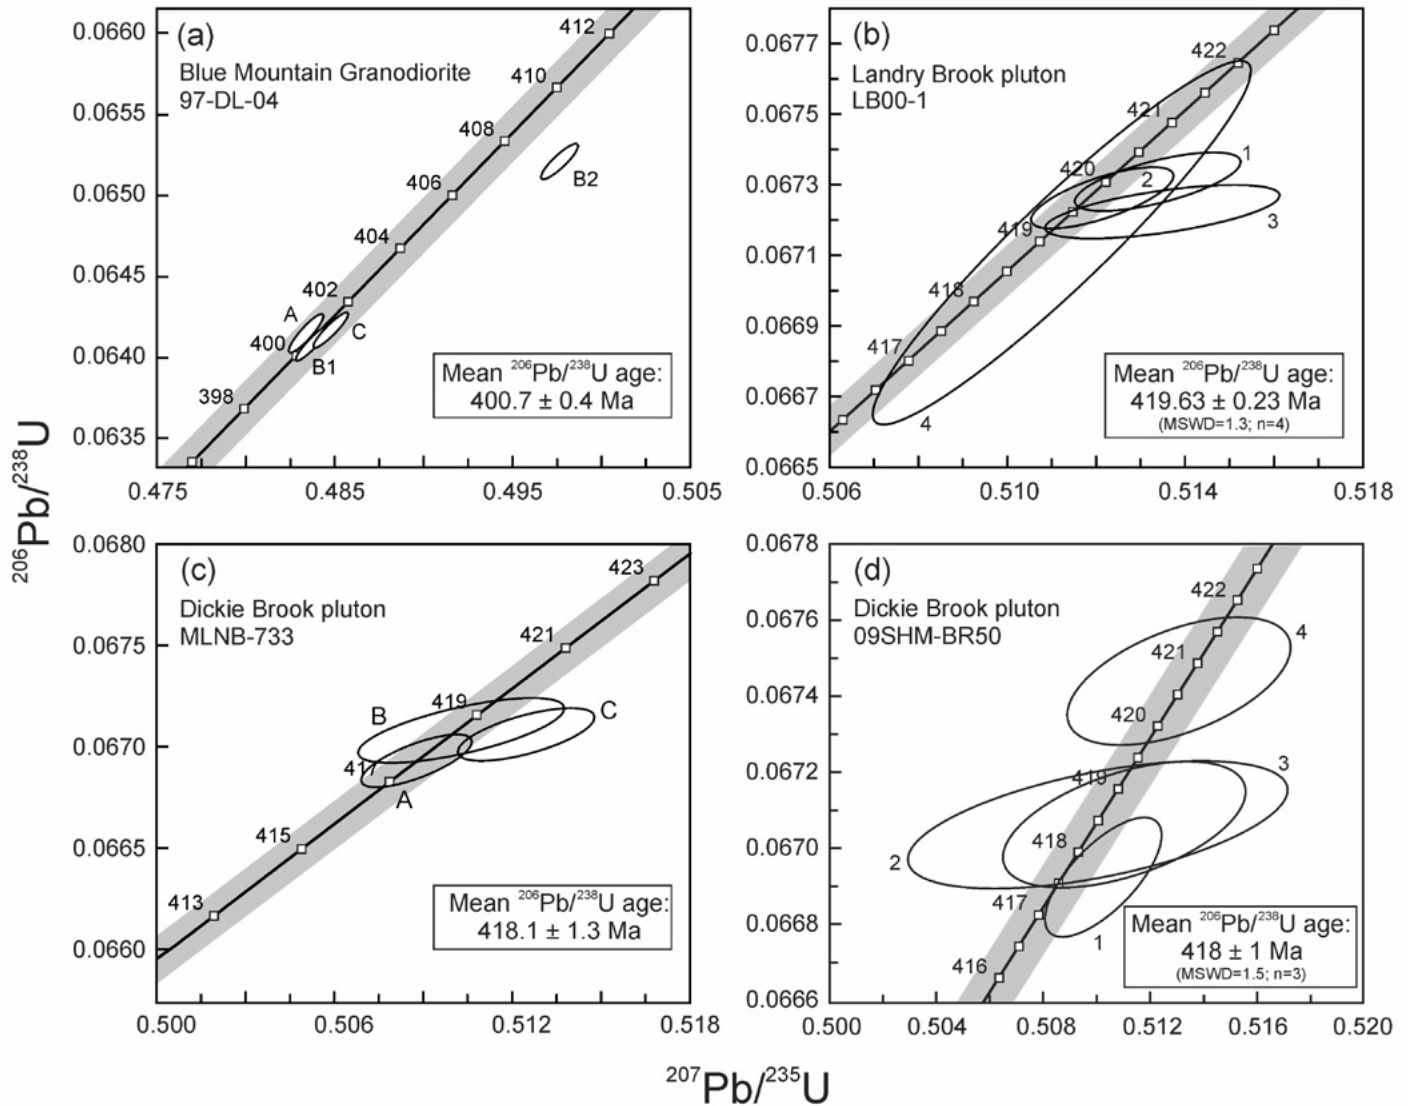 (a)
Blue Mountain Granodiorite
97-DL-04
0.0660
0.0655
0.0650
0.0645
0.0640
0.0635
412
410
408
406
404
402
400
398
A
B1
C
B2
Mean ²⁰⁶Pb/²³⁸U age:
400.7 ± 0.4 Ma
0.475
0.485
0.495
0.505
(b)
Landry Brook pluton
LB00-1
0.0677
0.0675
0.0673
0.0671
0.0669
0.0667
0.0665
422
421
420
419
418
417
1
2
3
4
Mean ²⁰⁶Pb/²³⁸U age:
419.63 ± 0.23 Ma
(MSWD=1.3; n=4)
0.506
0.510
0.514
0.518
(c)
Dickie Brook pluton
MLNB-733
0.0680
0.0675
0.0670
0.0665
0.0660
423
421
419
417
415
413
B
C
A
Mean ²⁰⁶Pb/²³⁸U age:
418.1 ± 1.3 Ma
0.500
0.506
0.512
0.518
(d)
Dickie Brook pluton
09SHM-BR50
0.0678
0.0676
0.0674
0.0672
0.0670
0.0668
0.0666
422
421
420
419
418
417
416
4
3
2
1
Mean ²⁰⁶Pb/²³⁸U age:
418 ± 1 Ma
(MSWD=1.5; n=3)
0.500
0.504
0.508
0.512
0.516
0.520
²⁰⁶Pb/²³⁸U
²⁰⁷Pb/²³⁵U